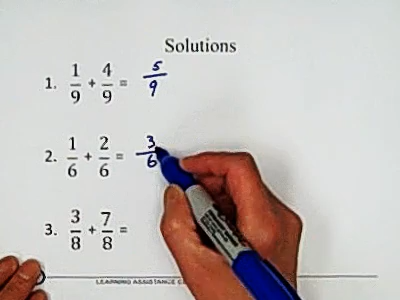 Solutions
1. 1/9 + 4/9 = 5/9
2. 1/6 + 2/6 = 3/6
3. 3/8 + 7/8 =
LEARNING ASSISTANCE